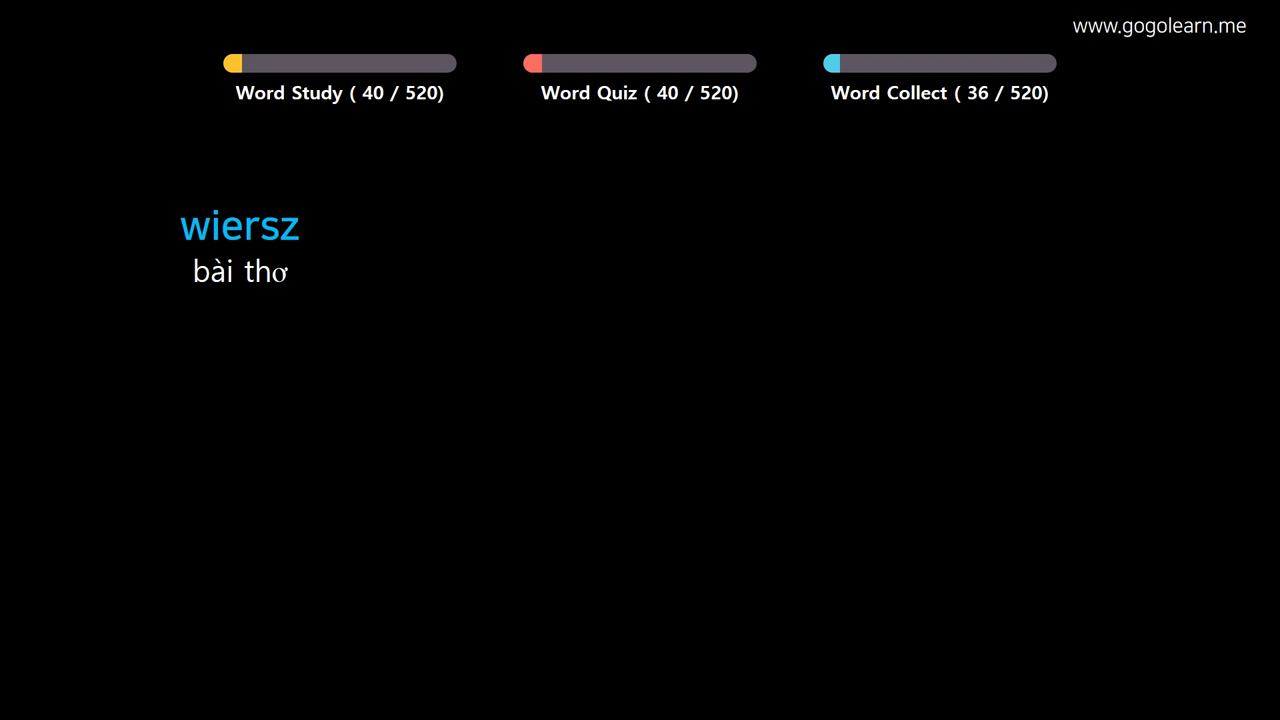 www.gogolearn.me
Word Study ( 40 / 520)
Word Quiz ( 40 / 520)
Word Collect ( 36 / 520)
wiersz
bài thơ